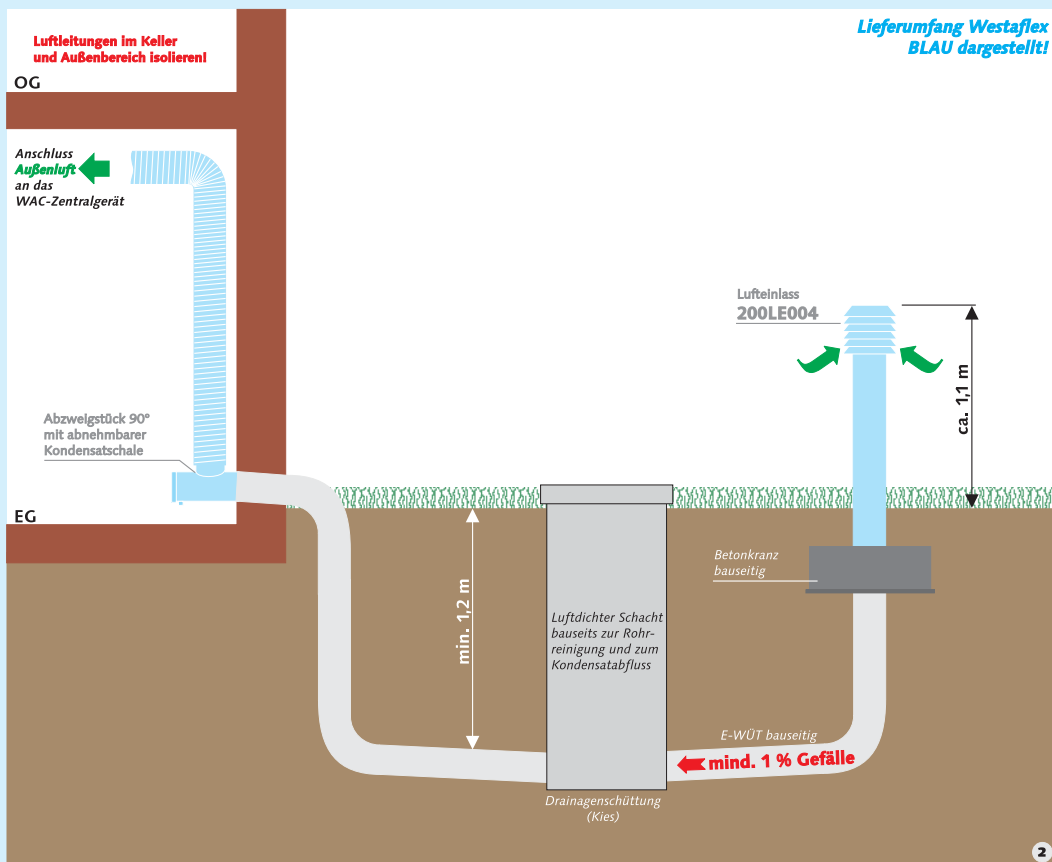 Luftleitungen im Keller
und Außenbereich isolieren!
Lieferumfang Westaflex
BLAU dargestellt!
OG
Anschluss
Außenluft
an das
WAC-Zentralgerät
Lufteinlass
200LE004
ca. 1,1 m
Abzweigstück 90°
mit abnehmbarer
Kondensatschale
EG
min. 1,2 m
Betonkranz
bauseitig
Luftdichter Schacht
bauseits zur Rohr-
reinigung und zum
Kondensatabfluss
E-WÜT bauseitig
mind. 1 % Gefälle
Drainagenschüttung
(Kies)
2